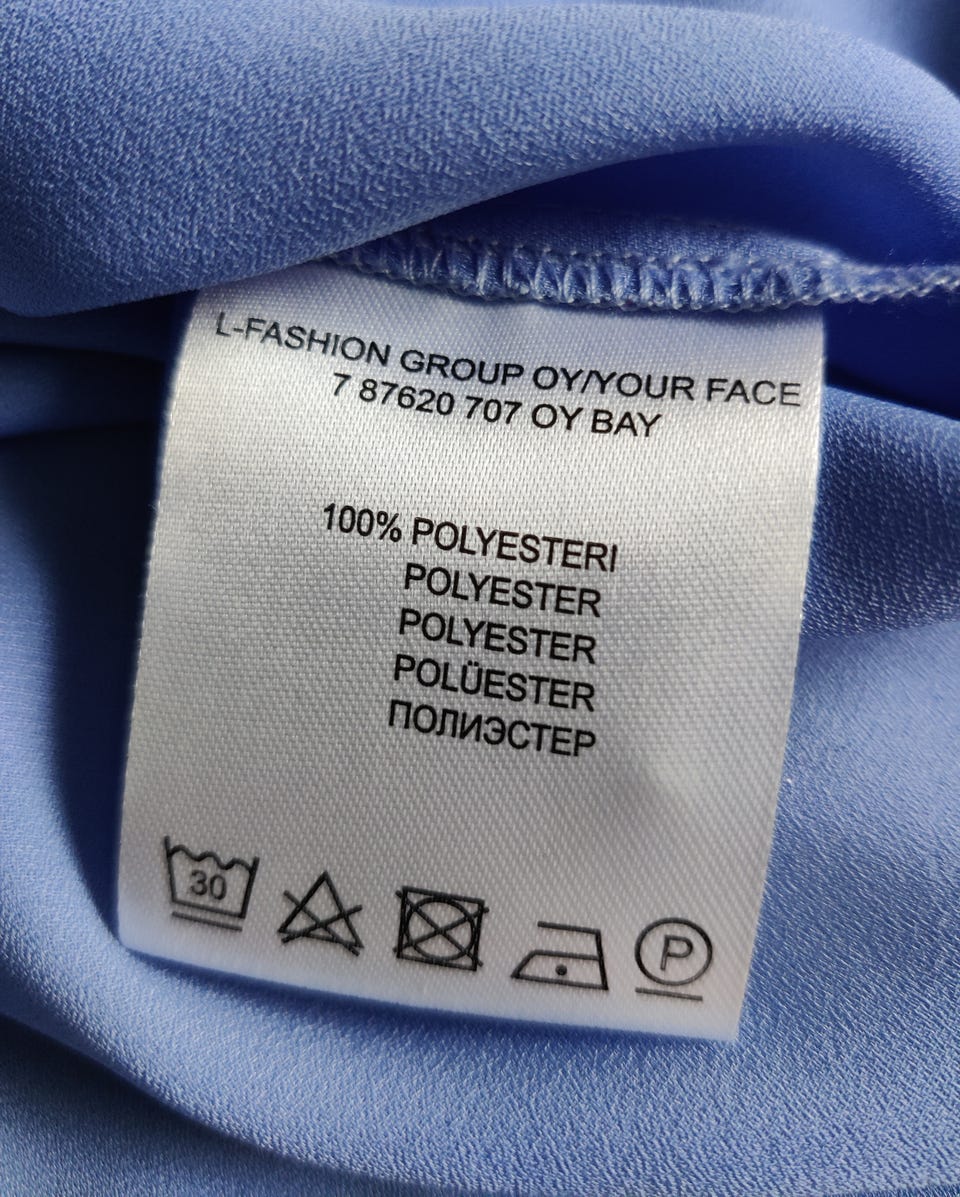 L-FASHION GROUP OY/YOUR FACE
7 87620 707 OY BAY
100% POLYESTERI
POLYESTER
POLYESTER
POLÜESTER
ПОЛИЭСТЕР
30 P